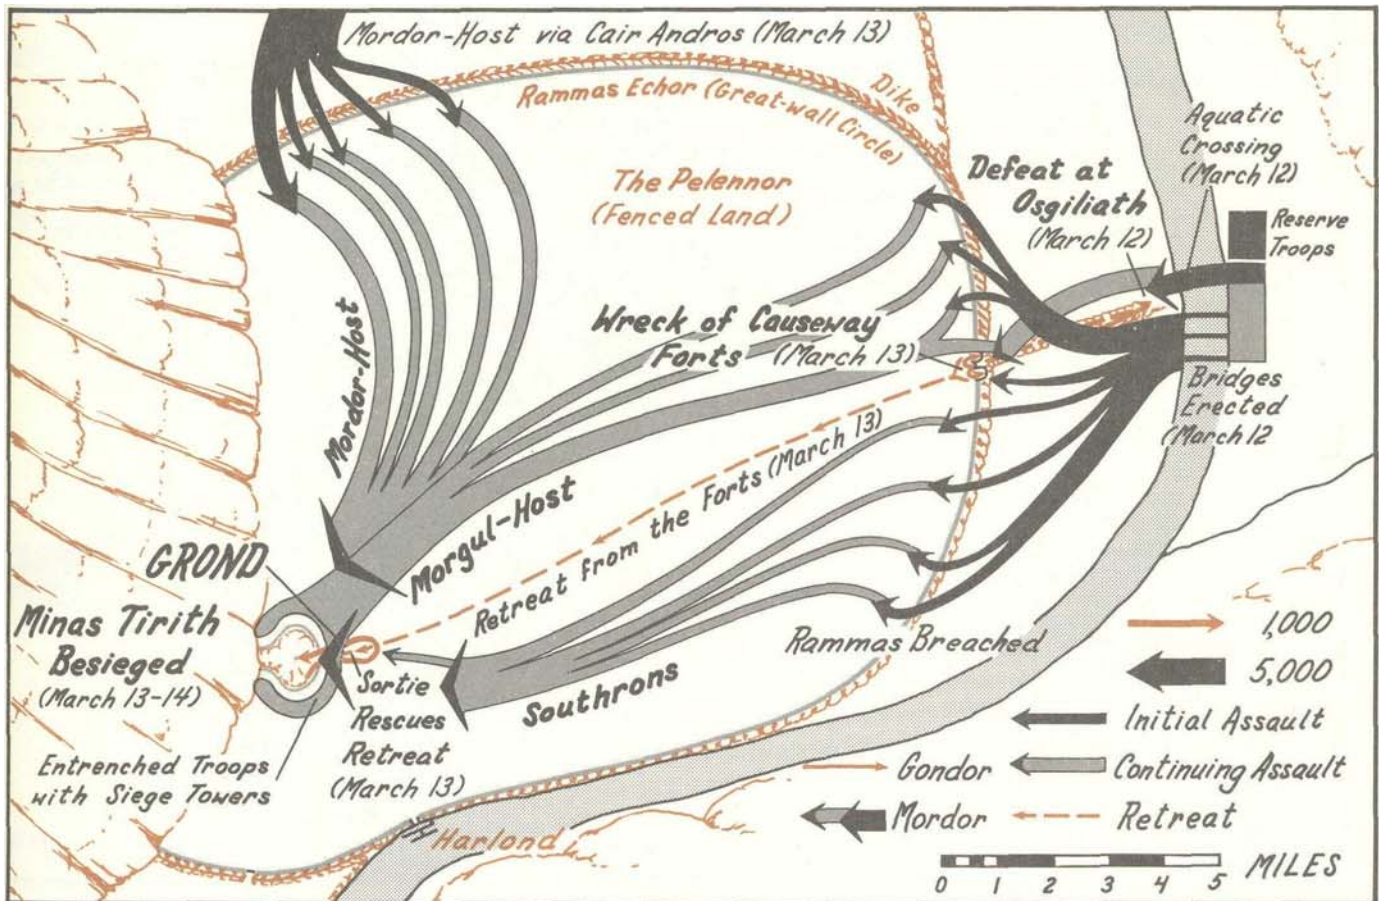 Mordor-Host via Cair Andros (March 13)
Rammas Echor (Great-wall Circle)
Dike
Aquatic
Crossing
(March 12)
The Pelennor
(Fenced Land)
Defeat at
Osgiliath
(March 12)
Reserve
Troops
Wreck of Causeway
Forts (March 13)
Bridges
Erected
(March 12
Mordor-Host
Morgul-Host
Retreat from the Forts (March 13)
GROND
Minas Tirith
Besieged
(March 13-14)
Sortie
Rescues
Retreat
(March 13)
Southrons
Rammas Breached
Entrenched Troops
with Siege Towers
Harlond
1,000
5,000
Initial Assault
Gondor
Continuing Assault
Mordor
Retreat
0 1 2 3 4 5 MILES